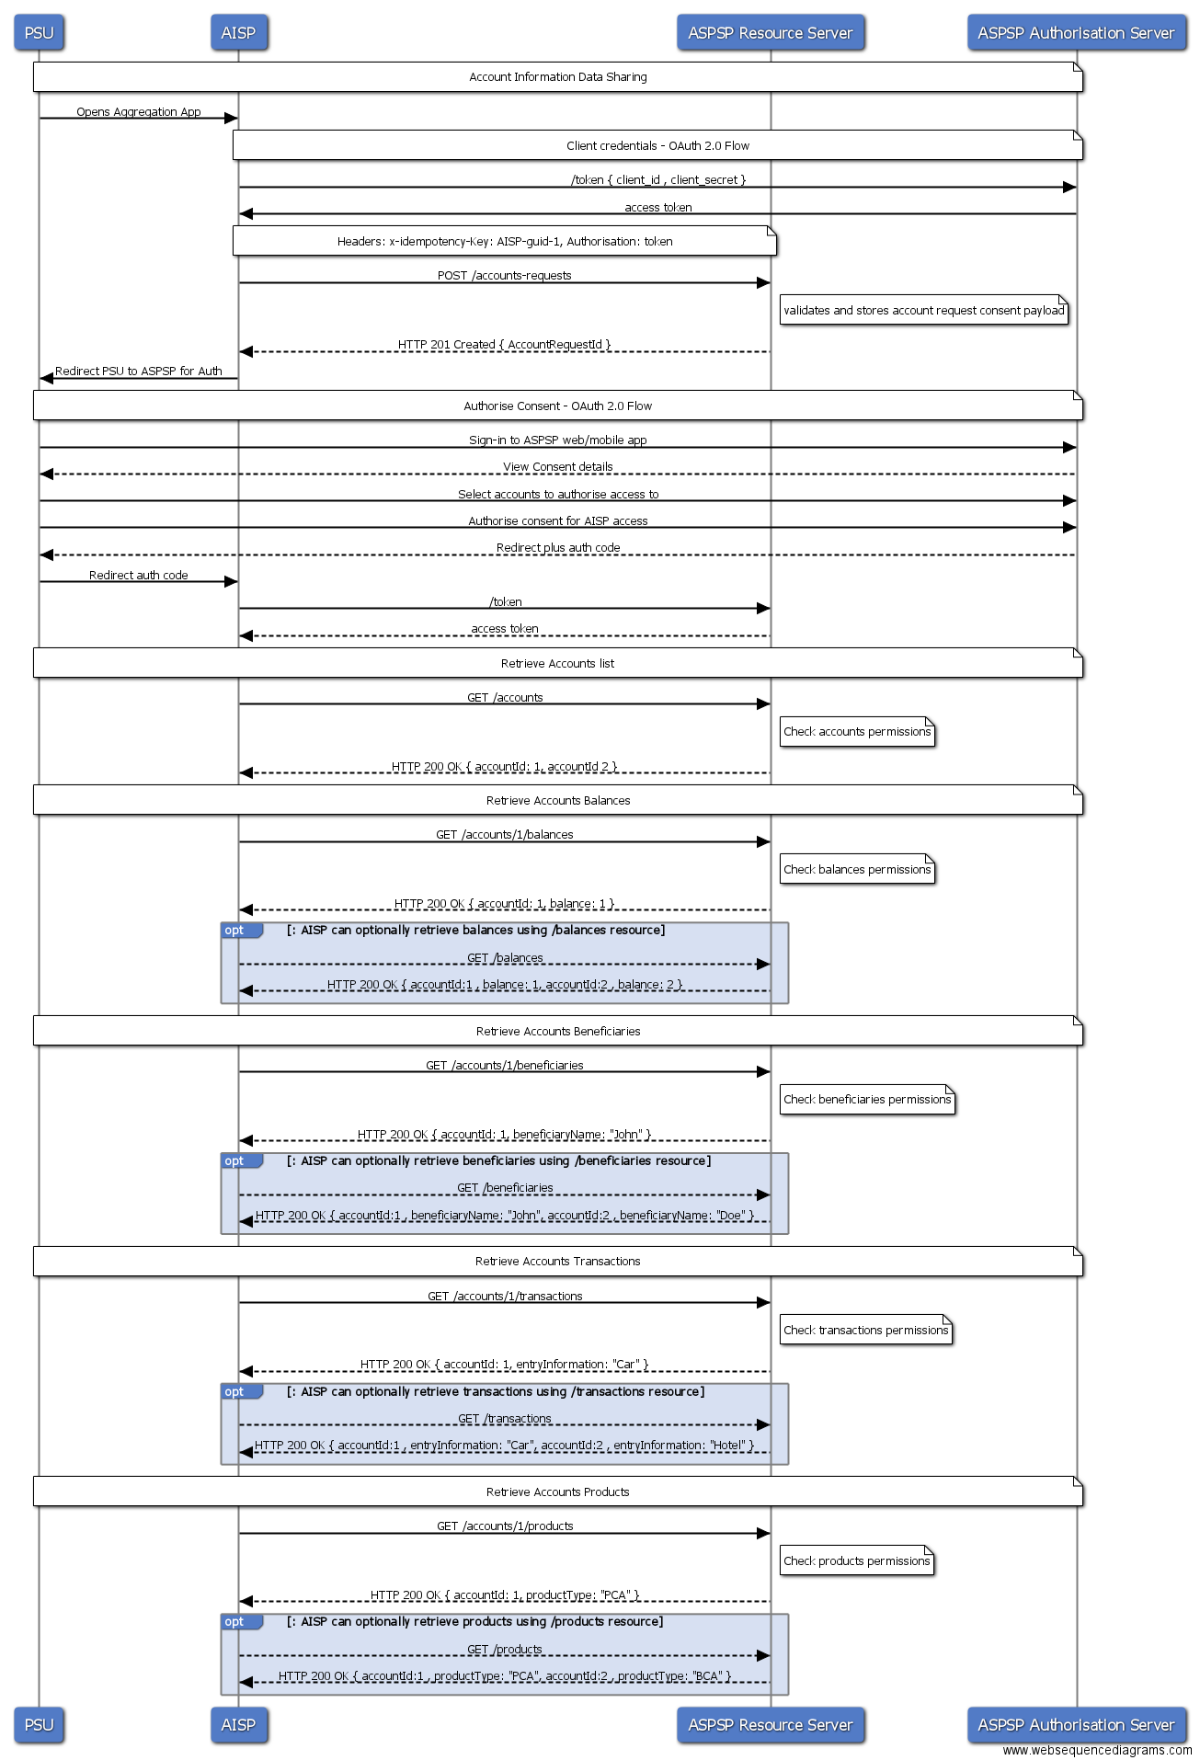 PSU
AISP
ASPSP Resource Server
ASPSP Authorisation Server
Account Information Data Sharing
Opens Aggregation App
Client credentials - OAuth 2.0 Flow
/token { client_id , client_secret }
access token
Headers: x-idempotency-Key: AISP-guid-1, Authorisation: token
POST /accounts-requests
validates and stores account request consent payload
HTTP 201 Created { AccountRequestId }
Redirect PSU to ASPSP for Auth
Authorise Consent - OAuth 2.0 Flow
Sign-in to ASPSP web/mobile app
View Consent details
Select accounts to authorise access to
Authorise consent for AISP access
Redirect plus auth code
Redirect auth code
/token
access token
Retrieve Accounts list
GET /accounts
Check accounts permissions
HTTP 200 OK { accountId: 1, accountId 2 }
Retrieve Accounts Balances
GET /accounts/1/balances
Check balances permissions
HTTP 200 OK { accountId: 1, balance: 1 }
opt [: AISP can optionally retrieve balances using /balances resource]
GET /balances
HTTP 200 OK { accountId:1 , balance: 1, accountId:2 , balance: 2 }
Retrieve Accounts Beneficiaries
GET /accounts/1/beneficiaries
Check beneficiaries permissions
HTTP 200 OK { accountId: 1, beneficiaryName: "John" }
opt [: AISP can optionally retrieve beneficiaries using /beneficiaries resource]
GET /beneficiaries
HTTP 200 OK { accountId:1 , beneficiaryName: "John", accountId:2 , beneficiaryName: "Doe" }
Retrieve Accounts Transactions
GET /accounts/1/transactions
Check transactions permissions
HTTP 200 OK { accountId: 1, entryInformation: "Car" }
opt [: AISP can optionally retrieve transactions using /transactions resource]
GET /transactions
HTTP 200 OK { accountId:1 , entryInformation: "Car", accountId:2 , entryInformation: "Hotel" }
Retrieve Accounts Products
GET /accounts/1/products
Check products permissions
HTTP 200 OK { accountId: 1, productType: "PCA" }
opt [: AISP can optionally retrieve products using /products resource]
GET /products
HTTP 200 OK { accountId:1 , productType: "PCA", accountId:2 , productType: "BCA" }
PSU
AISP
ASPSP Resource Server
ASPSP Authorisation Server
www.websequencediagrams.com